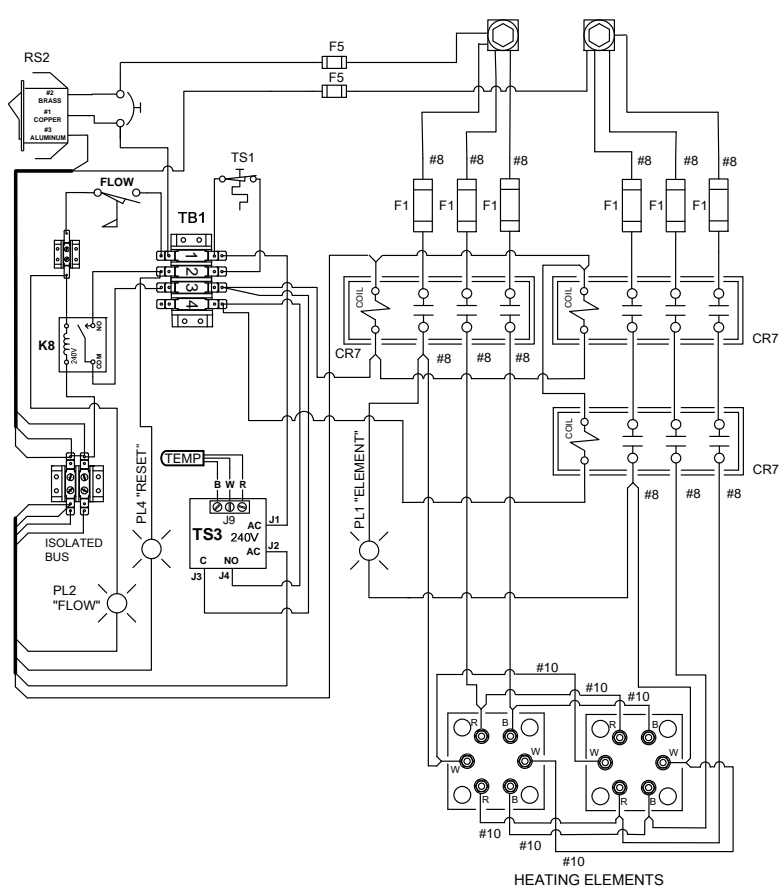 RS2
#2
BRASS
#1
COPPER
#3
ALUMINUM
F5
F5
FLOW
TS1
TB1
1
2
3
4
#8
#8
#8
#8
#8
#8
F1
F1
F1
F1
F1
F1
COIL
COIL
CR7
CR7
#8
#8
#8
K8
240V
NO
COM
COIL
CR7
#8
#8
#8
TEMP
B W R
J9
TS3
240V
AC
J1
AC
J2
C
NO
J3
J4
PL4 "RESET"
PL1 "ELEMENT"
ISOLATED
BUS
PL2
"FLOW"
#10
#10
#10
R
B
W
W
R
B
R
B
W
W
R
B
#10
#10
#10
HEATING ELEMENTS